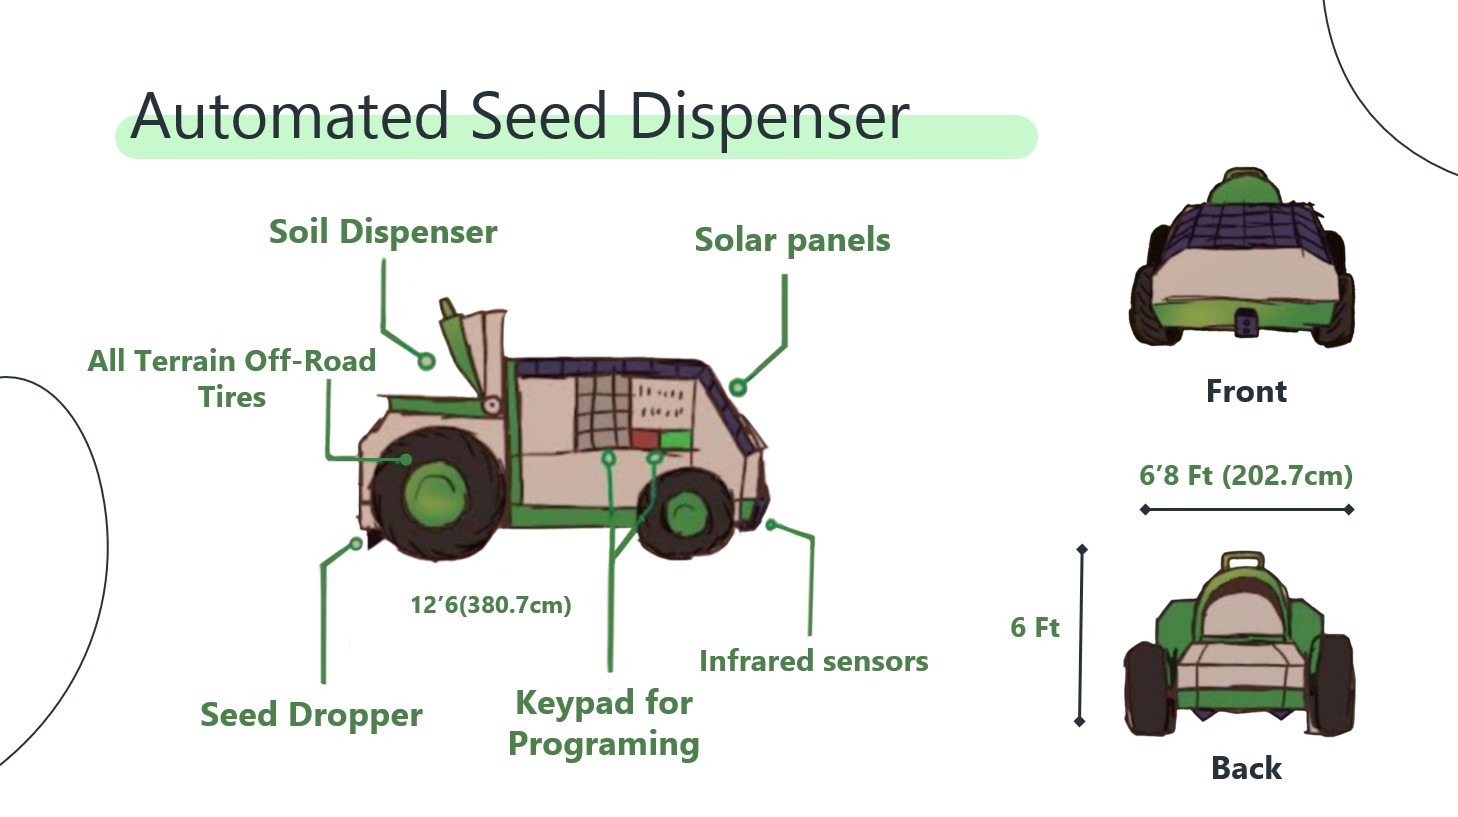 Automated Seed Dispenser
Soil Dispenser
Solar panels
All Terrain Off-Road
Tires
Front
6’8 Ft (202.7cm)
12’6(380.7cm)
6 Ft
Infrared sensors
Seed Dropper
Keypad for
Programing
Back